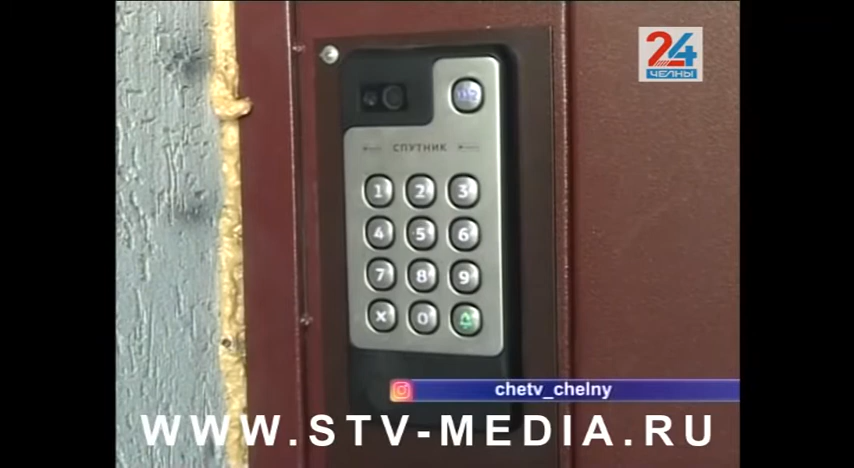 24
ЧЕЛНЫ
СПУТНИК
1 2 3
4 5 6
7 8 9
X 0
chetv_chelny
WWW.STV-MEDIA.RU